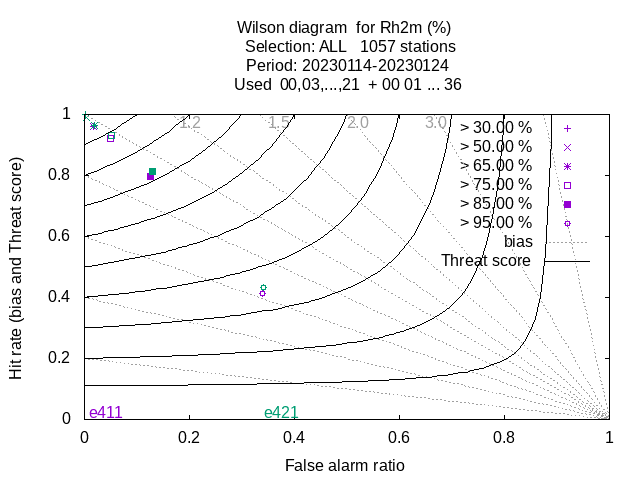 Wilson diagram  for Rh2m (%)
Selection: ALL   1057 stations
Period: 20230114-20230124
Used  00,03,...,21  + 00 01 ... 36
Hit rate (bias and Threat score)
1
0.8
0.6
0.4
0.2
0
1.2
1.5
2.0
3.0
> 30.00 %
> 50.00 %
> 65.00 %
> 75.00 %
> 85.00 %
> 95.00 %
bias
Threat score
e411
e421
0
0.2
0.4
0.6
0.8
1
False alarm ratio